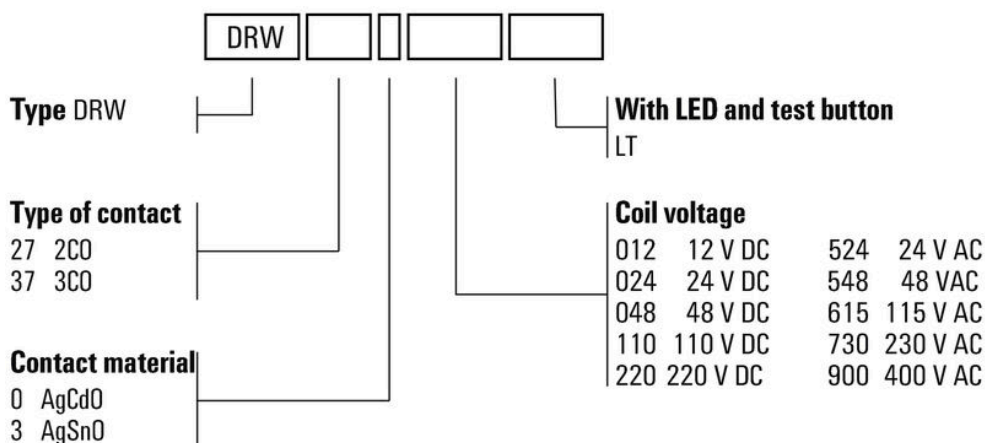 DRW
Type DRW
With LED and test button
LT
Type of contact
27 2CO
37 3CO
Coil voltage
012 12 V DC 524 24 V AC
024 24 V DC 548 48 VAC
048 48 V DC 615 115 V AC
110 110 V DC 730 230 V AC
220 220 V DC 900 400 V AC
Contact material
0 AgCdO
3 AgSnO